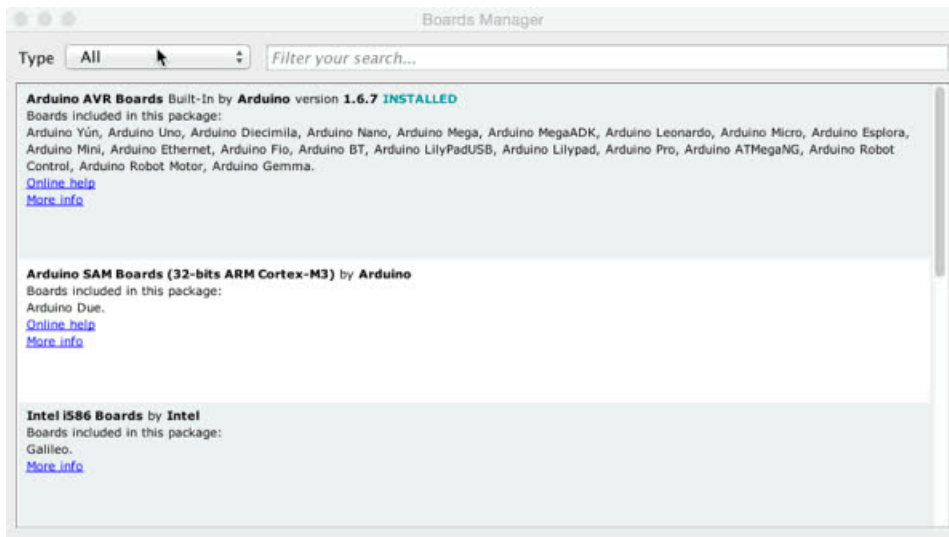 Boards Manager
Type All Filter your search...
Arduino AVR Boards Built-In by Arduino version 1.6.7 INSTALLED
Boards included in this package:
Arduino Yún, Arduino Uno, Arduino Diecimila, Arduino Nano, Arduino Mega, Arduino MegaADK, Arduino Leonardo, Arduino Micro, Arduino Esplora,
Arduino Mini, Arduino Ethernet, Arduino Fio, Arduino BT, Arduino LilyPadUSB, Arduino Lilypad, Arduino Pro, Arduino ATMegaNG, Arduino Robot
Control, Arduino Robot Motor, Arduino Gemma.
Online help
More info
Arduino SAM Boards (32-bits ARM Cortex-M3) by Arduino
Boards included in this package:
Arduino Due.
Online help
More info
Intel i586 Boards by Intel
Boards included in this package:
Galileo.
More info